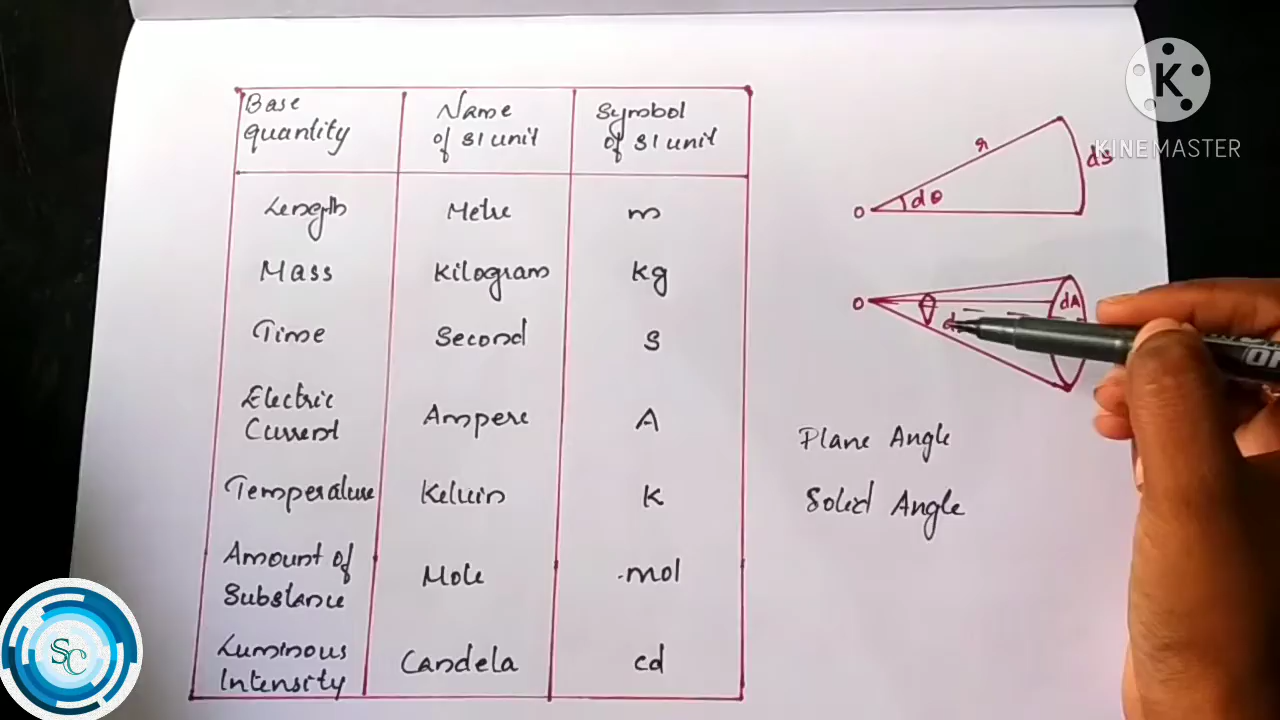 Base quantity
Name of SI unit
Symbol of SI unit
Length
Metre
m
Mass
Kilogram
kg
Time
Second
S
Electric Current
Ampere
A
Temperature
Kelvin
K
Amount of Substance
Mole
mol
Luminous Intensity
Candela
cd
r
ds
O
dθ
O
dA
Plane Angle
Solid Angle
K
KINEMASTER
SC